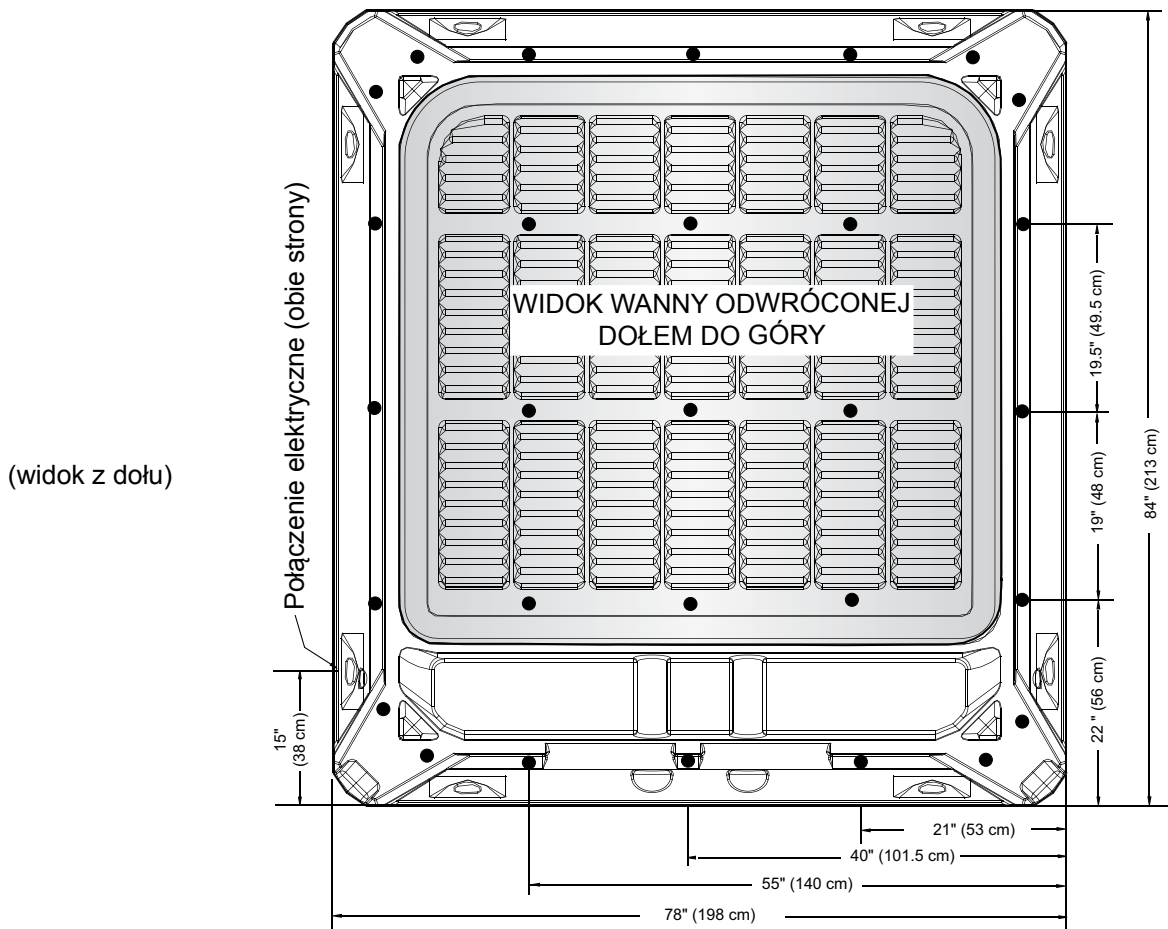 WIDOK WANNY ODWRÓCONEJ
DOŁEM DO GÓRY
Połączenie elektryczne (obie strony)
(widok z dołu)
19.5" (49.5 cm)
19" (48 cm)
84" (213 cm)
22" (56 cm)
15"
(38 cm)
21" (53 cm)
40" (101.5 cm)
55" (140 cm)
78" (198 cm)